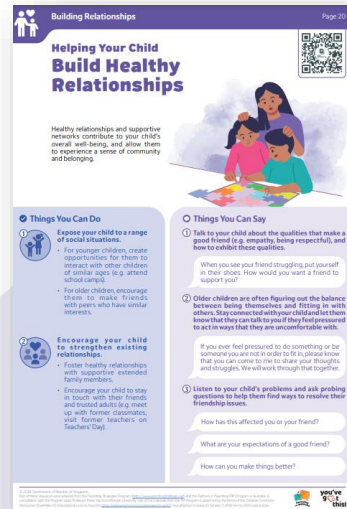 Building Relationships
Page 20
Helping Your Child
Build Healthy
Relationships
Healthy relationships and supportive
networks contribute to your child's
overall well-being, and allow them
to experience a sense of community
and belonging.
Things You Can Do
1
Expose your child to a range
of social situations.
• For younger children, create
opportunities for them to
interact with other children
of similar ages (e.g. attend
school camps).
• For older children, encourage
them to make friends
with peers who have similar
interests.
2
Encourage your child
to strengthen existing
relationships.
• Foster healthy relationships
with supportive extended
family members.
• Encourage your child to stay
in touch with their friends
and trusted adults (e.g. meet
up with former classmates,
visit former teachers on
Teachers' Day).
Things You Can Say
1 Talk to your child about the qualities that make a
good friend (e.g. empathy, being respectful), and
how to exhibit these qualities.
When you see your friend struggling, put yourself
in their shoes. How would you want a friend to
support you?
2 Older children are often figuring out the balance
between being themselves and fitting in with
others. Stay connected with your child and let them
know that they can talk to you if they feel pressured
to act in ways that they are uncomfortable with.
If you ever feel pressured to do something or be
someone you are not in order to fit in, please know
that you can come to me to share your thoughts
and struggles. We will work through that together.
3 Listen to your child's problems and ask probing
questions to help them find ways to resolve their
friendship issues.
How has this affected you or your friend?
What are your expectations of a good friend?
How can you make things better?
you've
got
this!